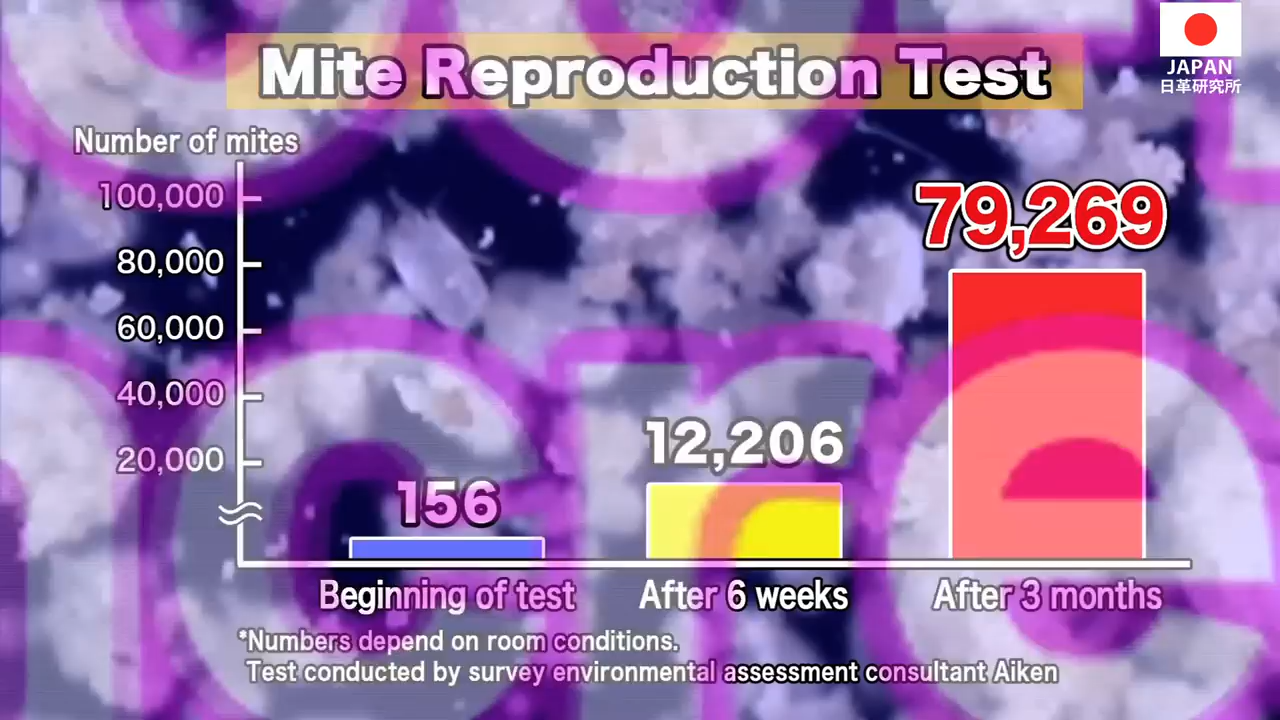 Mite Reproduction Test
JAPAN
日革研究所
Number of mites
100,000
80,000
60,000
40,000
20,000
156
12,206
79,269
Beginning of test
After 6 weeks
After 3 months
*Numbers depend on room conditions.
Test conducted by survey environmental assessment consultant Aiken